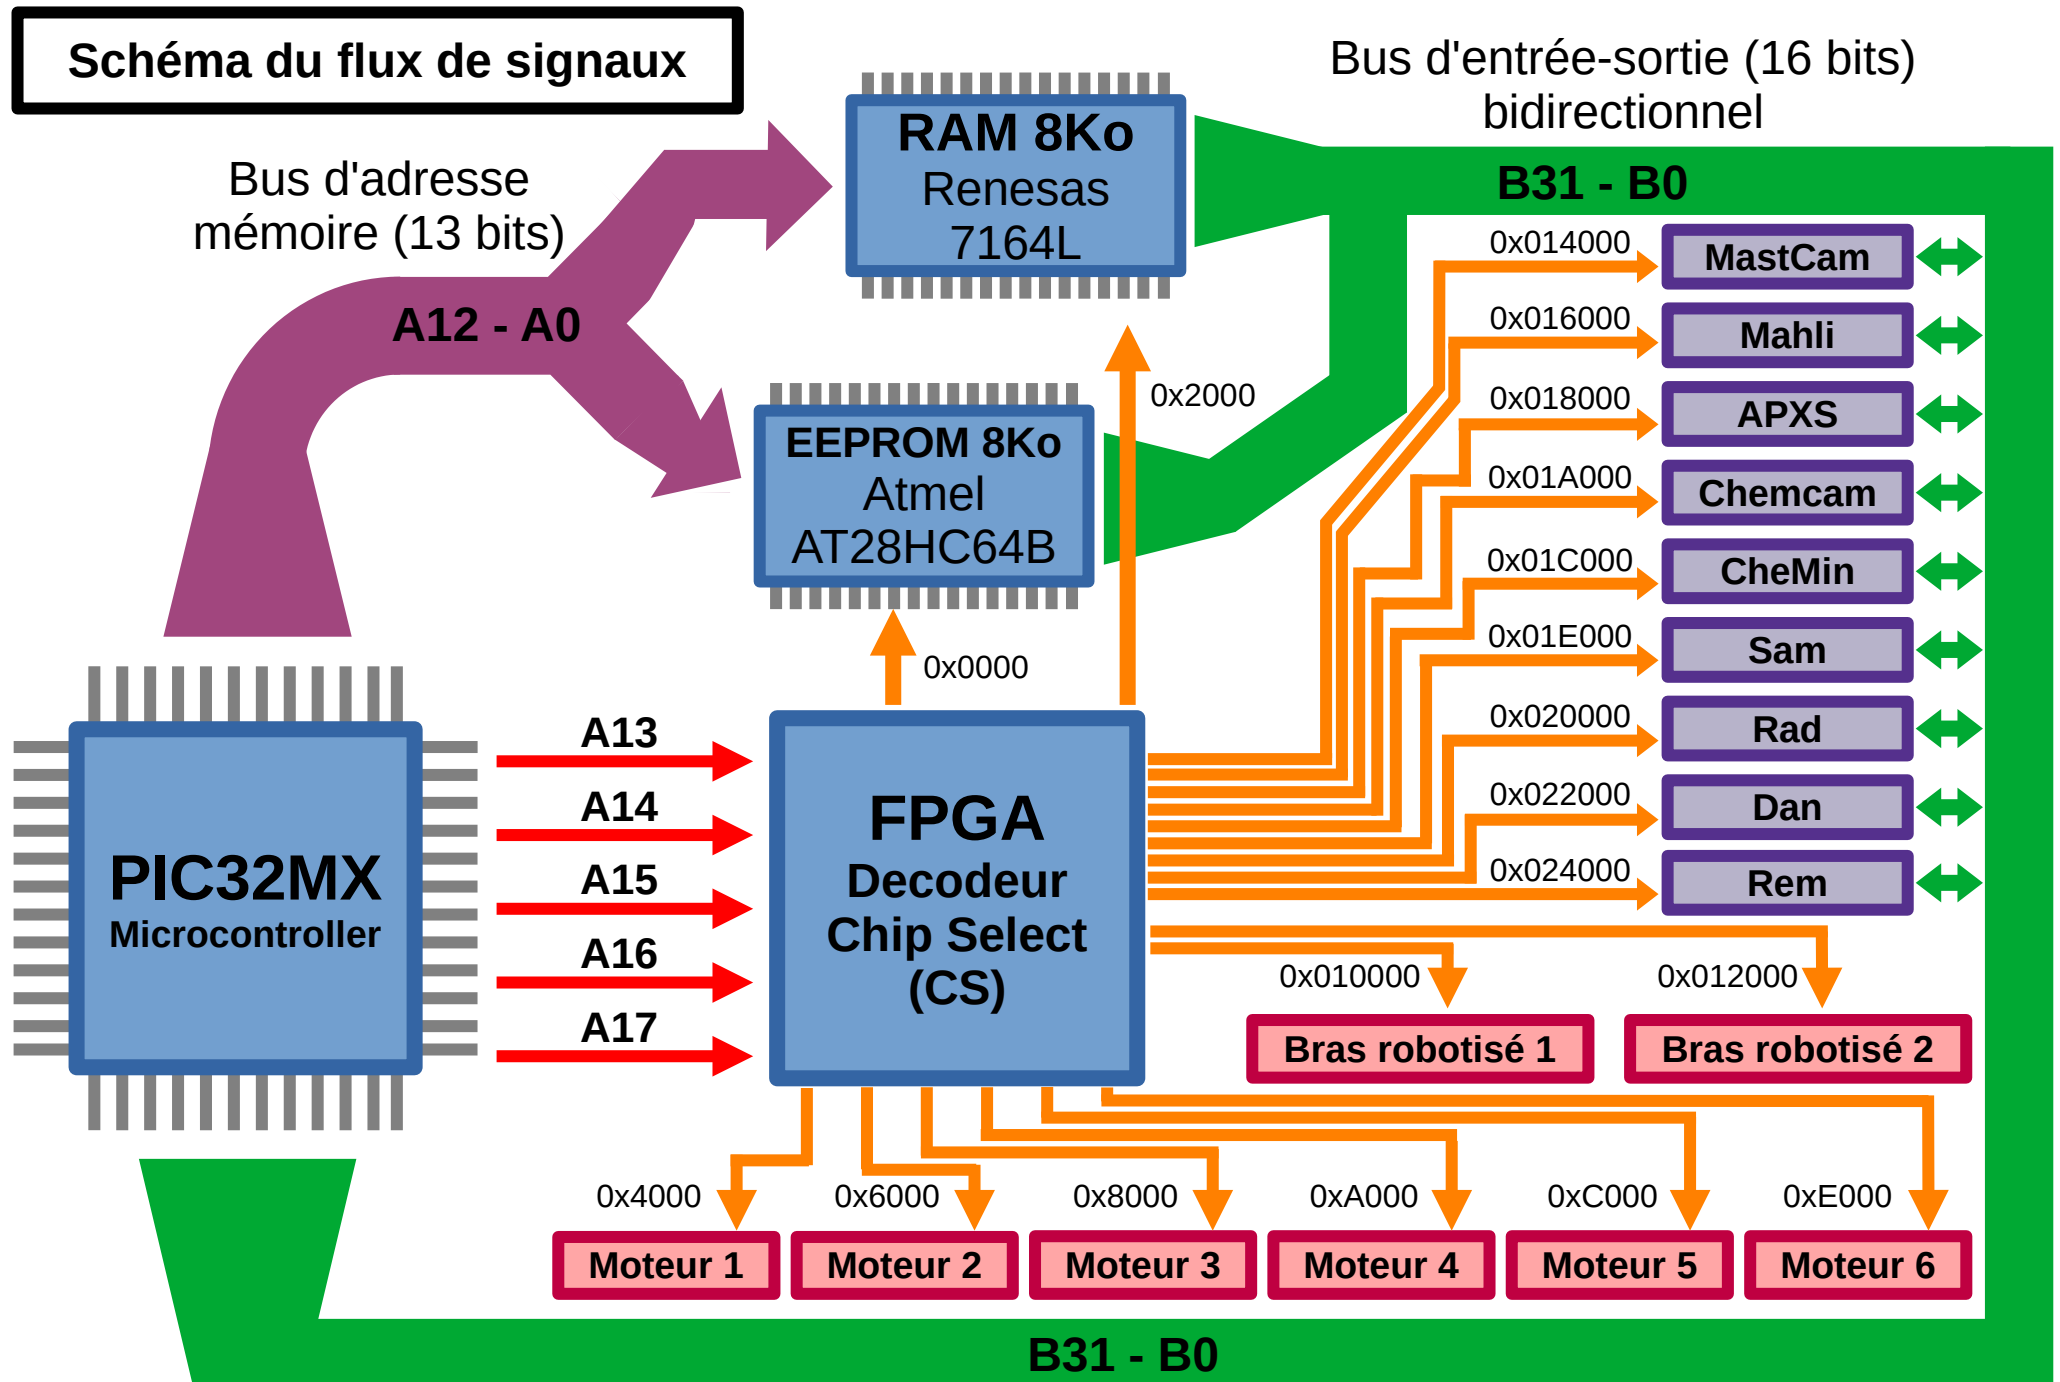 Schéma du flux de signaux
Bus d'adresse
mémoire (13 bits)
A12 - A0
RAM 8Ko
Renesas
7164L
Bus d'entrée-sortie (16 bits)
bidirectionnel
B31 - B0
EEPROM 8Ko
Atmel
AT28HC64B
0x2000
0x0000
0x014000
MastCam
0x016000
Mahli
0x018000
APXS
0x01A000
Chemcam
0x01C000
CheMin
0x01E000
Sam
0x020000
Rad
0x022000
Dan
0x024000
Rem
PIC32MX
Microcontroller
A13
A14
A15
A16
A17
FPGA
Decodeur
Chip Select
(CS)
0x010000
0x012000
Bras robotisé 1
Bras robotisé 2
0x4000
0x6000
0x8000
0xA000
0xC000
0xE000
Moteur 1
Moteur 2
Moteur 3
Moteur 4
Moteur 5
Moteur 6
B31 - B0